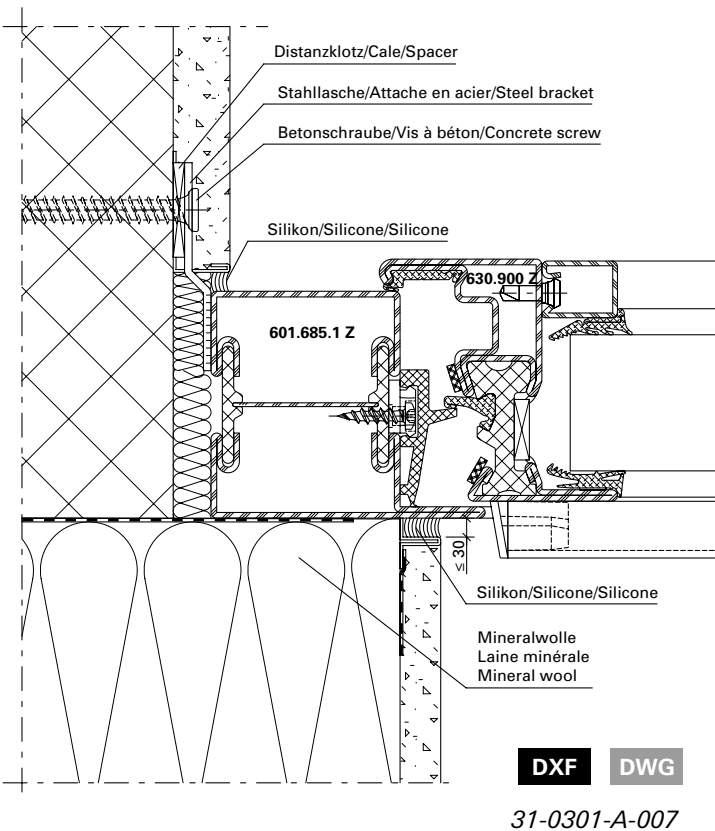 Distanzklotz/Cale/Spacer
Stahllasche/Attache en acier/Steel bracket
Betonschraube/Vis à béton/Concrete screw
Silikon/Silicone/Silicone
630.900 Z
601.685.1 Z
≤ 30
Silikon/Silicone/Silicone
Mineralwolle
Laine minérale
Mineral wool
DXF DWG
31-0301-A-007